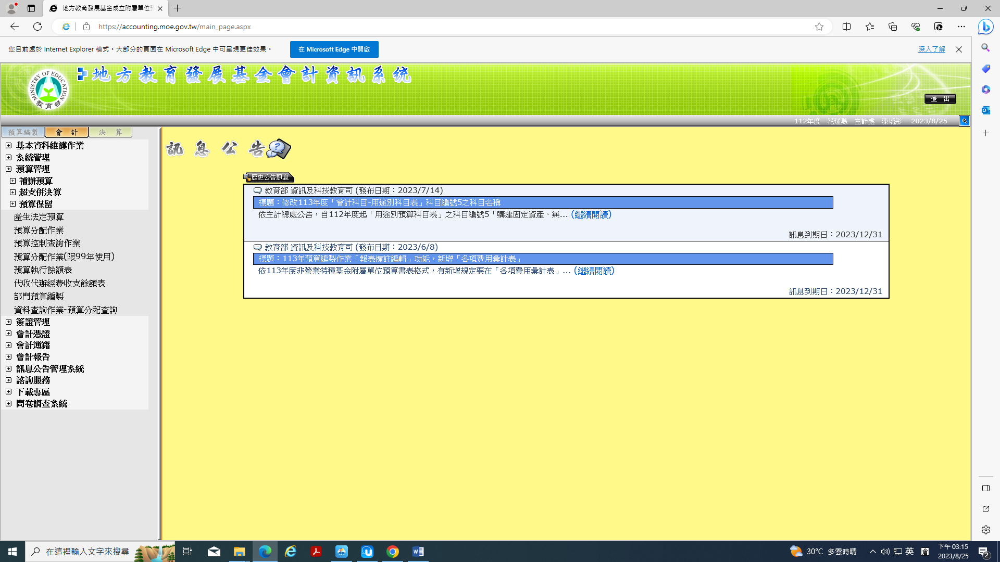 地方教育發展基金成立附屬單位
https://accounting.moe.gov.tw/main_page.aspx
您目前處於 Internet Explorer 模式。大部分的頁面在 Microsoft Edge 中可呈現更佳效果。
在 Microsoft Edge 中開啟
深入了解
MINISTRY OF EDUCATION
教育部
地方教育發展基金會計資訊系統
登 出
112年度 花蓮縣 主計處 陳瑀彤 2023/8/25
預算編製 會 計 決 算
基本資料維護作業
系統管理
預算管理
補辦預算
超支併決算
預算保留
產生法定預算
預算分配作業
預算控制查詢作業
預算分配作業(限99年使用)
預算執行餘額表
代收代辦經費收支餘額表
部門預算編製
資料查詢作業-預算分配查詢
簽證管理
會計憑證
會計簿籍
會計報告
訊息公告管理系統
諮詢服務
下載專區
問卷調查系統
訊息公告
歷史公告訊息
教育部 資訊及科技教育司 (發布日期：2023/7/14)
標題：修改113年度「會計科目-用途別科目表」科目編號5之科目名稱
依主計總處公告，自112年度起「用途別預算科目表」之科目編號5「購建固定資產、無... (繼續閱讀)
訊息到期日：2023/12/31
教育部 資訊及科技教育司 (發布日期：2023/6/8)
標題：113年預算編製作業「報表備註編輯」功能，新增「各項費用彙計表」
依113年度非營業特種基金附屬單位預算書表格式，有新增規定要在「各項費用彙計表」... (繼續閱讀)
訊息到期日：2023/12/31
在這裡輸入文字來搜尋
30°C 多雲時晴
英
倉
下午 03:15
2023/8/25
2